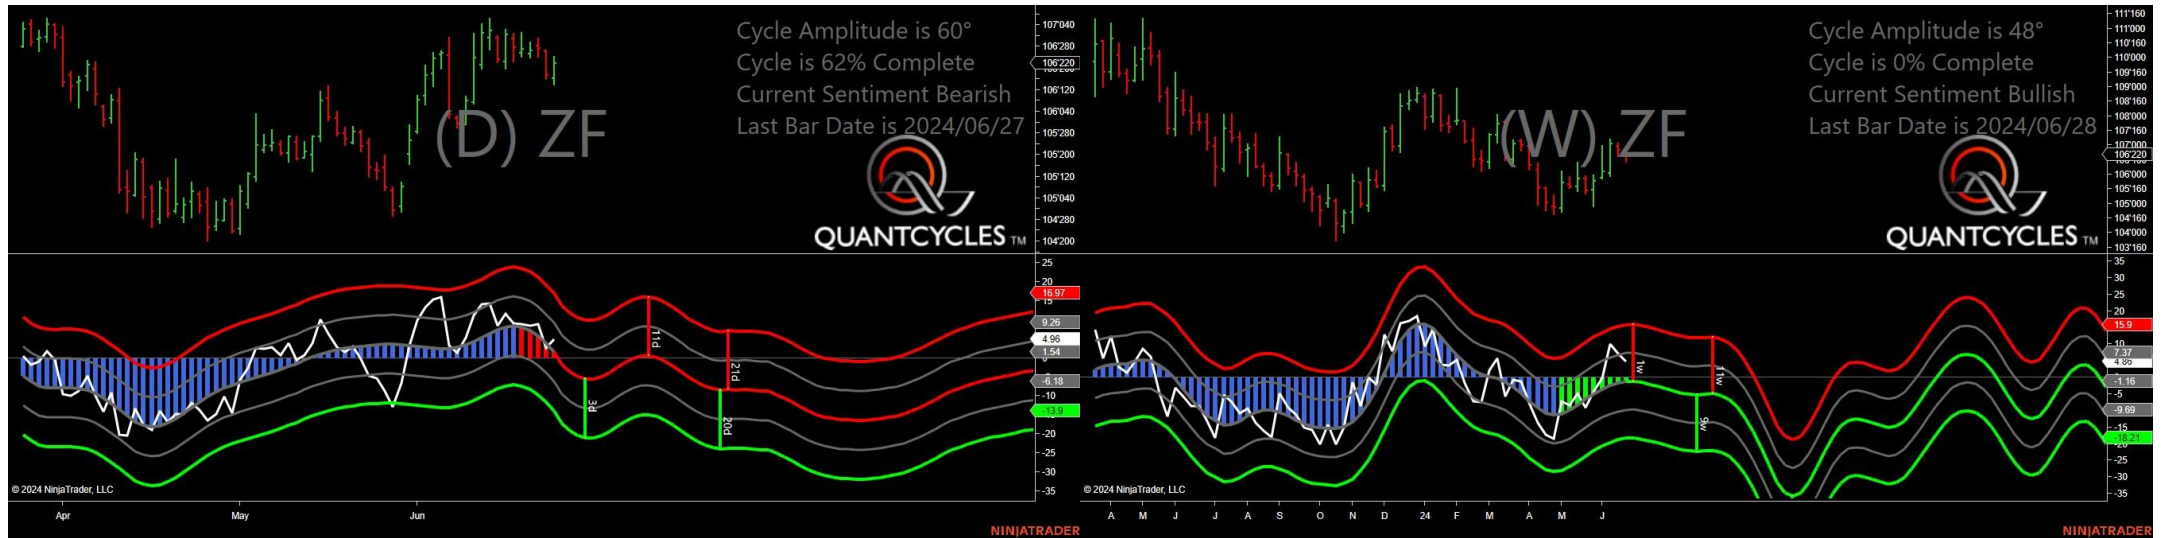 Cycle Amplitude is 60°
Cycle is 62% Complete
Current Sentiment Bearish
Last Bar Date is 2024/06/27
(D) ZF
QUANTCYCLES TM
107'040
106'280
106'220
106'120
106'040
105'280
105'200
105'120
105'040
104'280
104'200
25
20
16.97
15
9.26
4.96
1.54
0
-6.18
-10
-13.9
-20
-25
-30
-35
11d
21d
3d
20d
© 2024 NinjaTrader, LLC
Apr May Jun
NINJATRADER
Cycle Amplitude is 48°
Cycle is 0% Complete
Current Sentiment Bullish
Last Bar Date is 2024/06/28
(W) ZF
QUANTCYCLES TM
111'160
111'000
110'160
110'000
109'160
109'000
108'160
108'000
107'160
107'000
106'220
106'000
105'160
105'000
104'160
104'000
103'160
35
30
25
20
15.9
10
7.37
4.86
-1.16
-5
-9.69
-15
-18.21
-20
-25
-30
-35
1w
11w
9w
© 2024 NinjaTrader, LLC
A M J J A S O N D 24 F M A M J
NINJATRADER